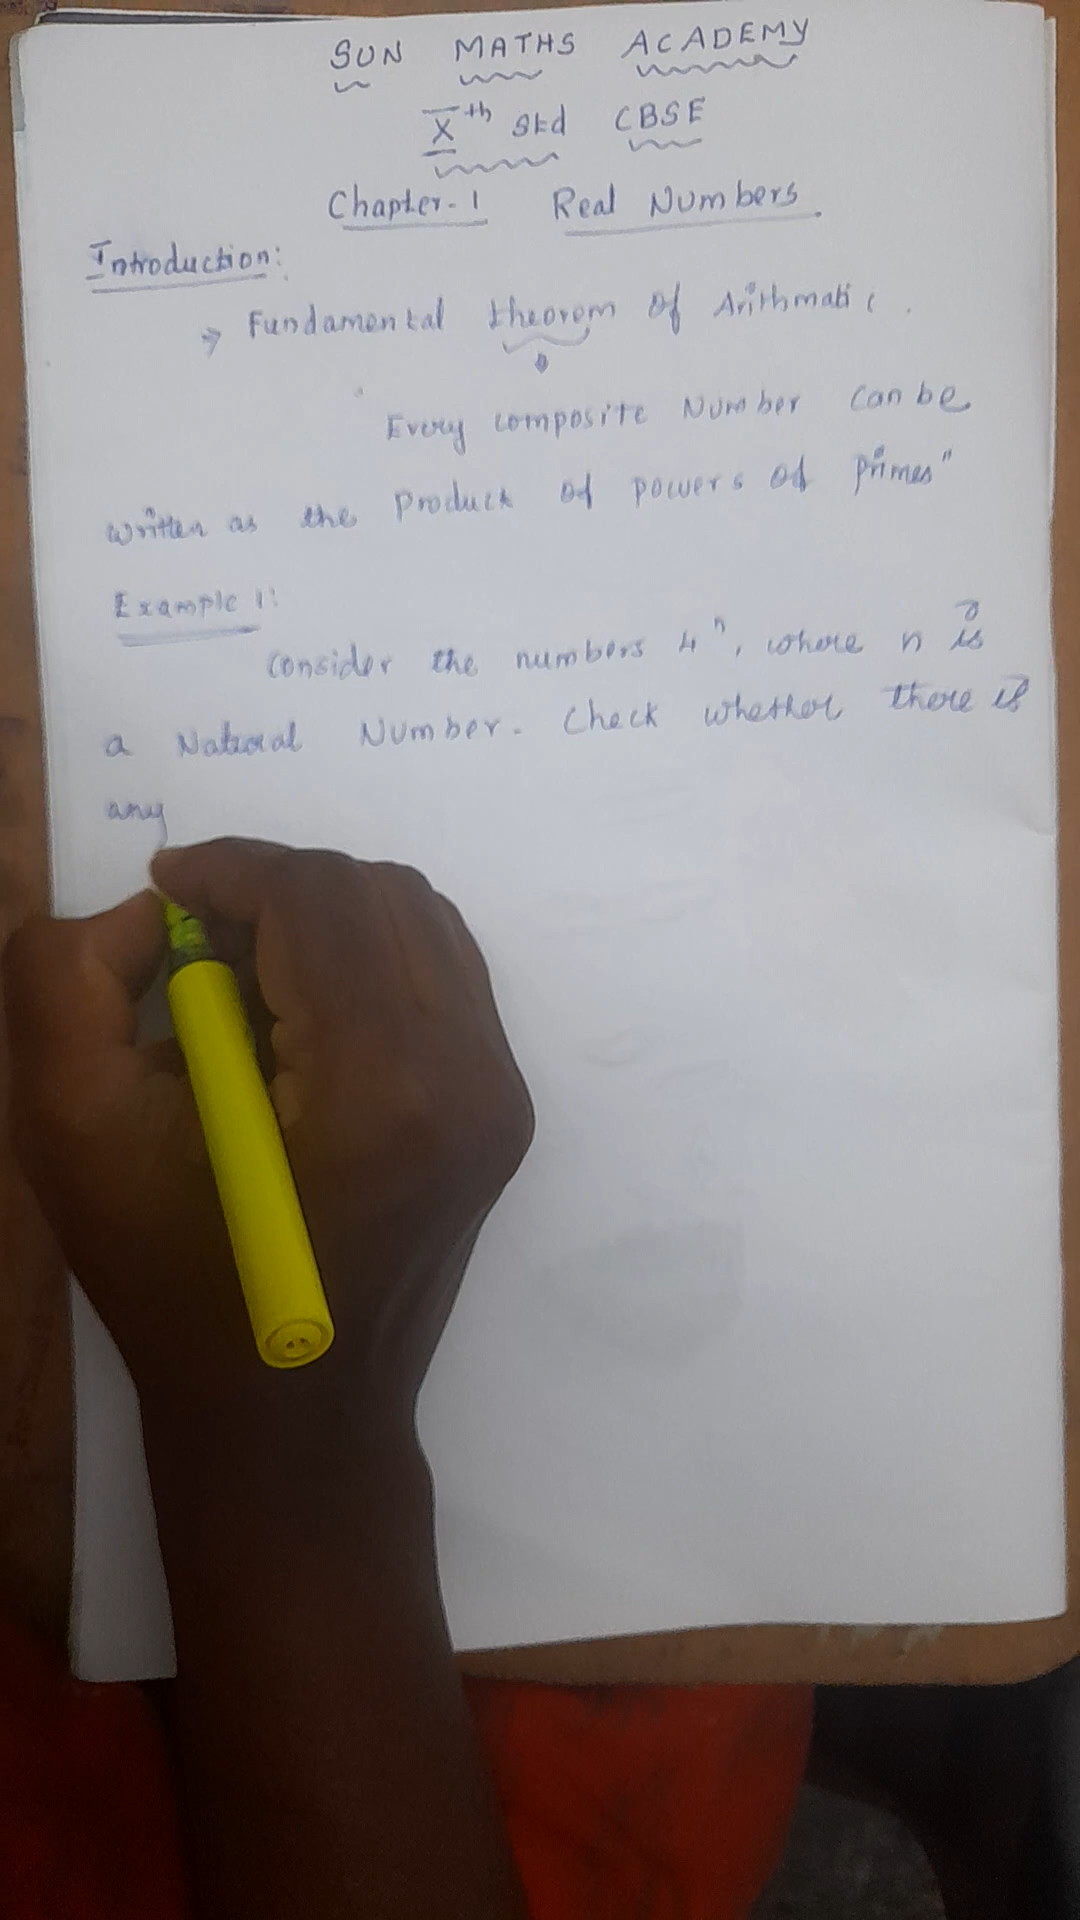 SUN MATHS ACADEMY
Xth Std CBSE
Chapter-1 Real Numbers.
Introduction:
⇒ Fundamental theorem of Arithmatic.
Every composite Number can be
written as the Product of powers of Primes"
Example 1:
Consider the numbers 4ⁿ, where n is
a Natural Number. Check whether there is
any